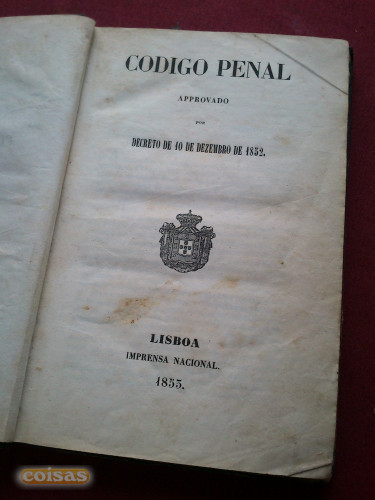 CODIGO PENAL
APPROVADO
POR
DECRETO DE 10 DE DEZEMBRO DE 1852.
LISBOA
IMPRENSA NACIONAL.
1855.
coisas